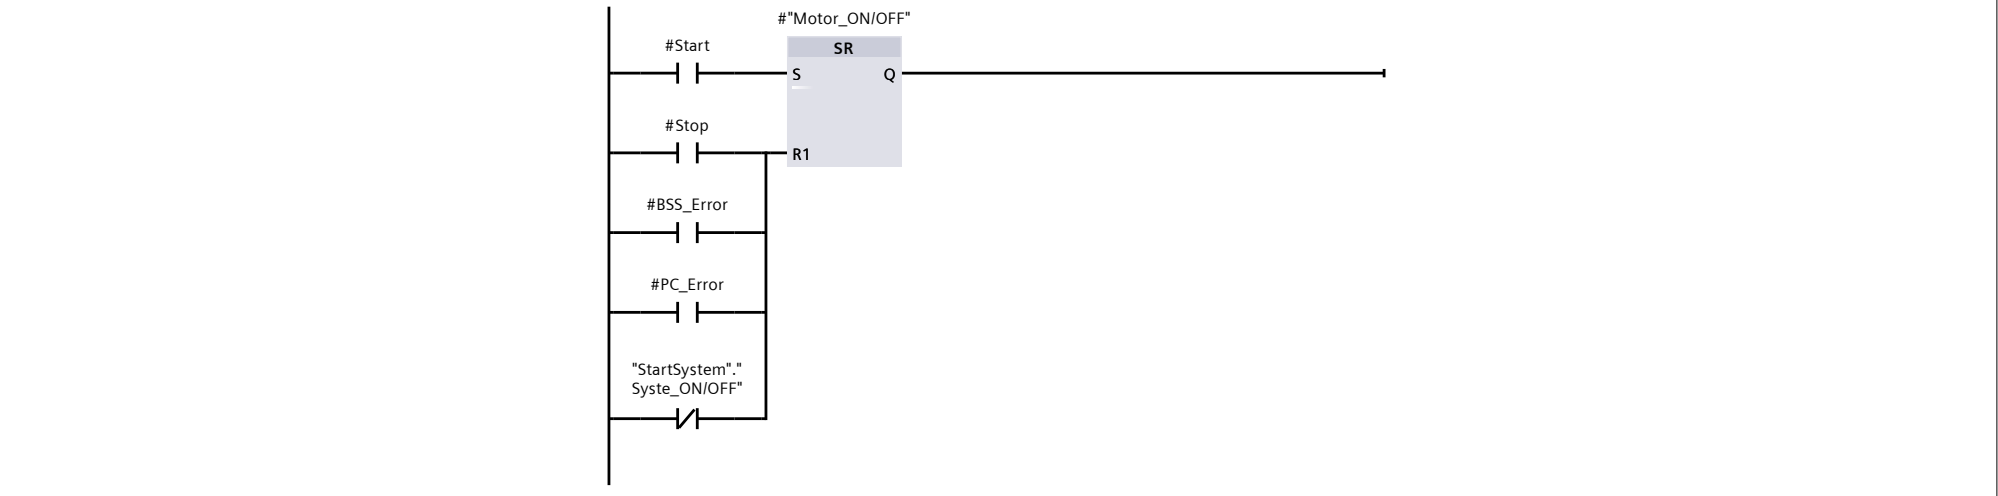 #"Motor_ON/OFF"
#Start
SR
S
Q
#Stop
R1
#BSS_Error
#PC_Error
"StartSystem"."
Syste_ON/OFF"